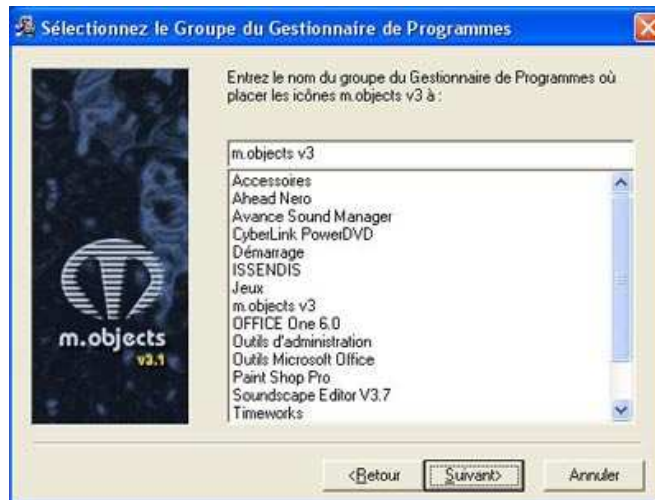 Sélectionnez le Groupe du Gestionnaire de Programmes
Entrez le nom du groupe du Gestionnaire de Programmes où
placer les icônes m.objects v3 à :
m.objects v3
Accessoires
Ahead Nero
Avance Sound Manager
CyberLink PowerDVD
Démarrage
ISSENDIS
Jeux
m.objects v3
OFFICE One 6.0
Outils d'administration
Outils Microsoft Office
Paint Shop Pro
Soundscape Editor V3.7
Timeworks
m.objects
v3.1
<Retour
Suivant>
Annuler